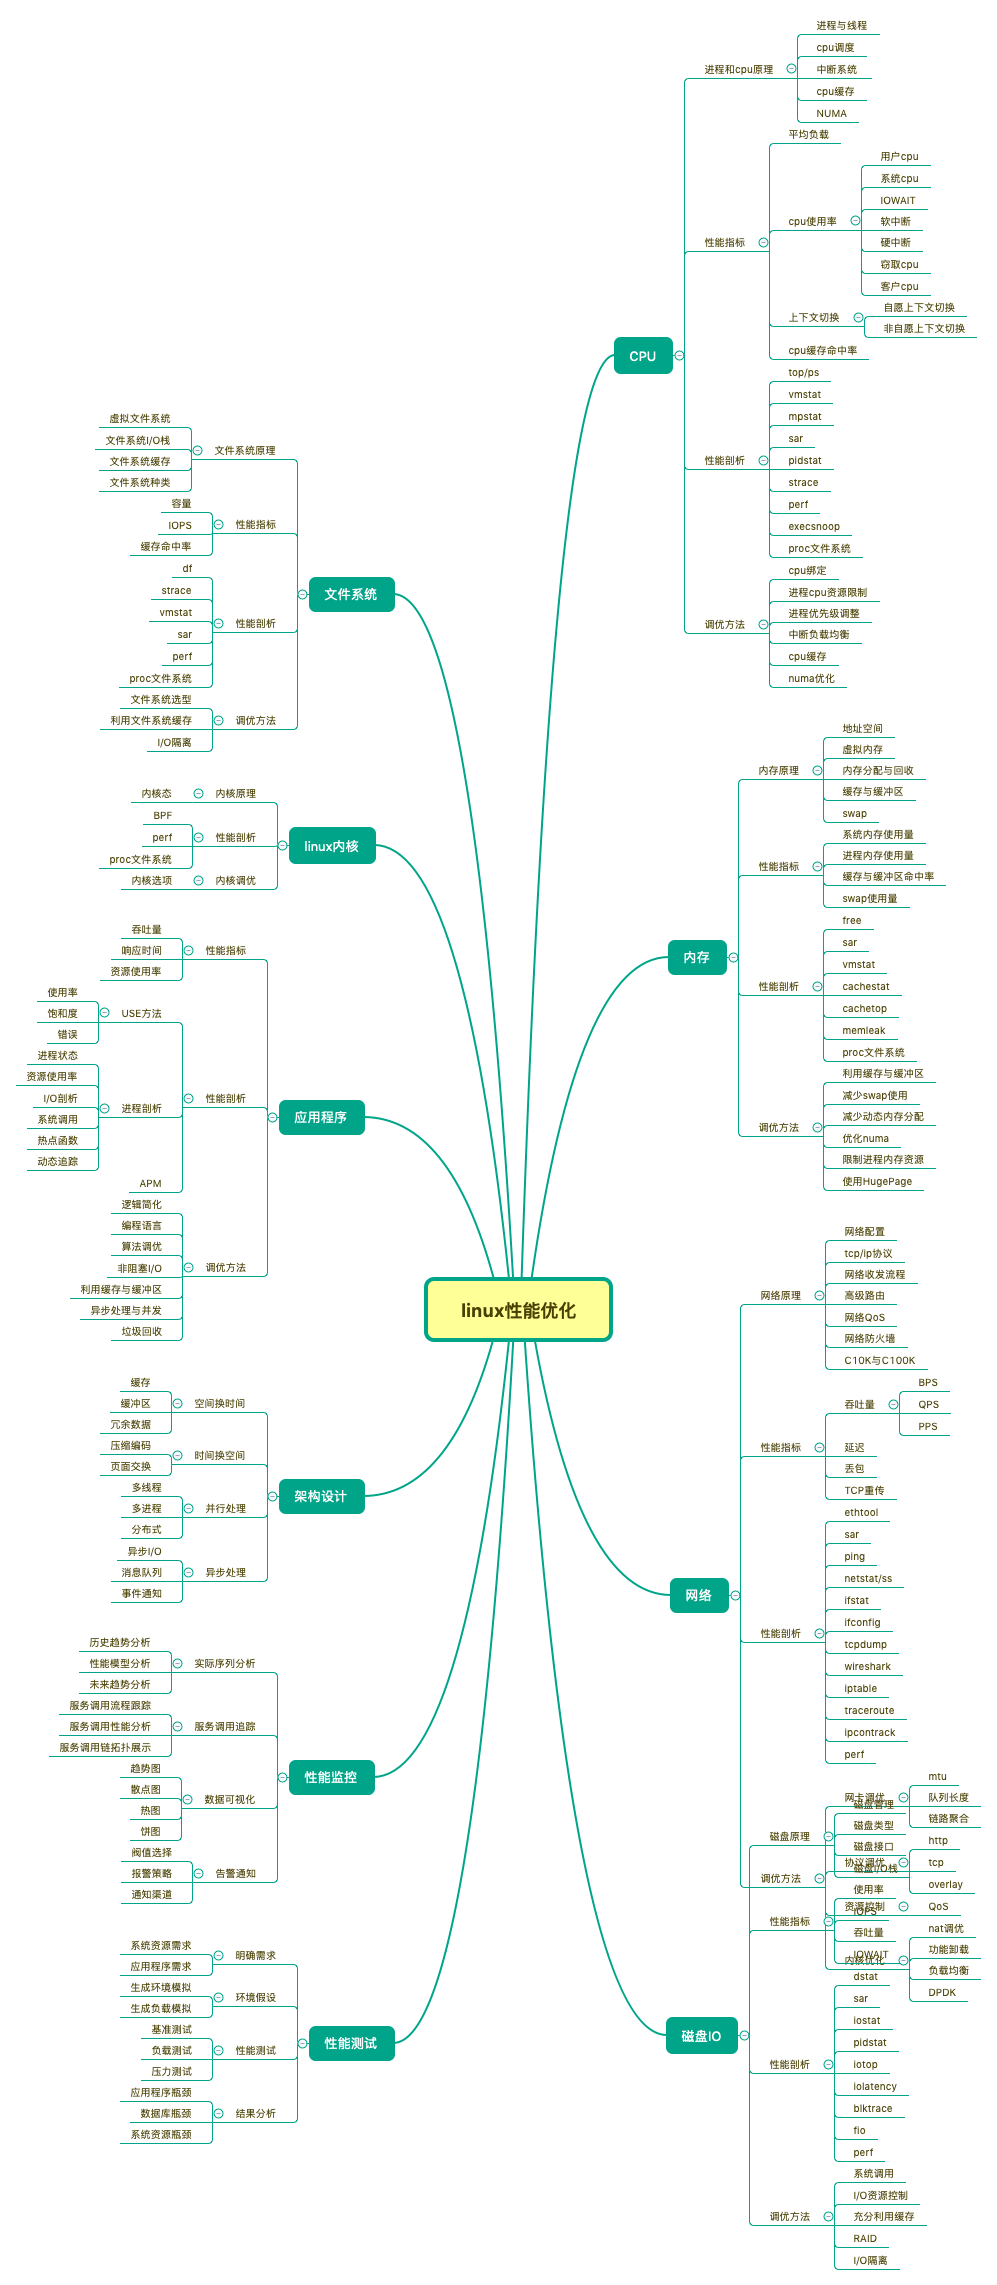 linux性能优化
CPU
进程和cpu原理
进程与线程
cpu调度
中断系统
cpu缓存
NUMA
性能指标
平均负载
cpu使用率
用户cpu
系统cpu
IOWAIT
软中断
硬中断
窃取cpu
客户cpu
上下文切换
自愿上下文切换
非自愿上下文切换
cpu缓存命中率
性能剖析
top/ps
vmstat
mpstat
sar
pidstat
strace
perf
execsnoop
proc文件系统
调优方法
cpu绑定
进程cpu资源限制
进程优先级调整
中断负载均衡
cpu缓存
numa优化
内存
内存原理
地址空间
虚拟内存
内存分配与回收
缓存与缓冲区
swap
性能指标
系统内存使用量
进程内存使用量
缓存与缓冲区命中率
swap使用量
性能剖析
free
sar
vmstat
cachestat
cachetop
memleak
proc文件系统
调优方法
利用缓存与缓冲区
减少swap使用
减少动态内存分配
优化numa
限制进程内存资源
使用HugePage
网络
网络原理
网络配置
tcp/ip协议
网络收发流程
高级路由
网络QoS
网络防火墙
C10K与C100K
性能指标
吞吐量
BPS
QPS
PPS
延迟
丢包
TCP重传
性能剖析
ethtool
sar
ping
netstat/ss
ifstat
ifconfig
tcpdump
wireshark
iptable
traceroute
ipcontrack
perf
调优方法
网卡调优
mtu
队列长度
链路聚合
协议调优
http
tcp
overlay
资源控制
QoS
内核优化
nat调优
功能卸载
负载均衡
DPDK
磁盘IO
磁盘原理
磁盘管理
磁盘类型
磁盘接口
磁盘I/O栈
性能指标
使用率
IOPS
吞吐量
IOWAIT
性能剖析
dstat
sar
iostat
pidstat
iotop
iolatency
blktrace
fio
perf
调优方法
系统调用
I/O资源控制
充分利用缓存
RAID
I/O隔离
文件系统
文件系统原理
虚拟文件系统
文件系统I/O栈
文件系统缓存
文件系统种类
性能指标
容量
IOPS
缓存命中率
性能剖析
df
strace
vmstat
sar
perf
proc文件系统
调优方法
文件系统选型
利用文件系统缓存
I/O隔离
linux内核
内核原理
内核态
性能剖析
BPF
perf
proc文件系统
内核调优
内核选项
应用程序
性能指标
吞吐量
响应时间
资源使用率
性能剖析
USE方法
使用率
饱和度
错误
进程剖析
进程状态
资源使用率
I/O剖析
系统调用
热点函数
动态追踪
APM
调优方法
逻辑简化
编程语言
算法调优
非阻塞I/O
利用缓存与缓冲区
异步处理与并发
垃圾回收
架构设计
空间换时间
缓存
缓冲区
冗余数据
时间换空间
压缩编码
页面交换
并行处理
多线程
多进程
分布式
异步处理
异步I/O
消息队列
事件通知
性能监控
实际序列分析
历史趋势分析
性能模型分析
未来趋势分析
服务调用追踪
服务调用流程跟踪
服务调用性能分析
服务调用链拓扑展示
数据可视化
趋势图
散点图
热图
饼图
告警通知
阀值选择
报警策略
通知渠道
性能测试
明确需求
系统资源需求
应用程序需求
环境假设
生成环境模拟
生成负载模拟
性能测试
基准测试
负载测试
压力测试
结果分析
应用程序瓶颈
数据库瓶颈
系统资源瓶颈